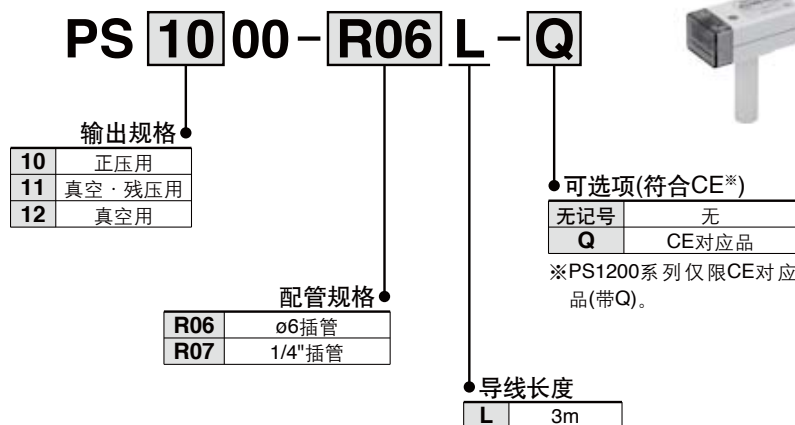 PS 10 00 - R06 L - Q
输出规格
10 正压用
11 真空·残压用
12 真空用
可选项(符合CE※)
无记号 无
Q CE对应品
※PS1200系列仅限CE对应
品(带Q)。
配管规格
R06 ø6插管
R07 1/4"插管
导线长度
L 3m